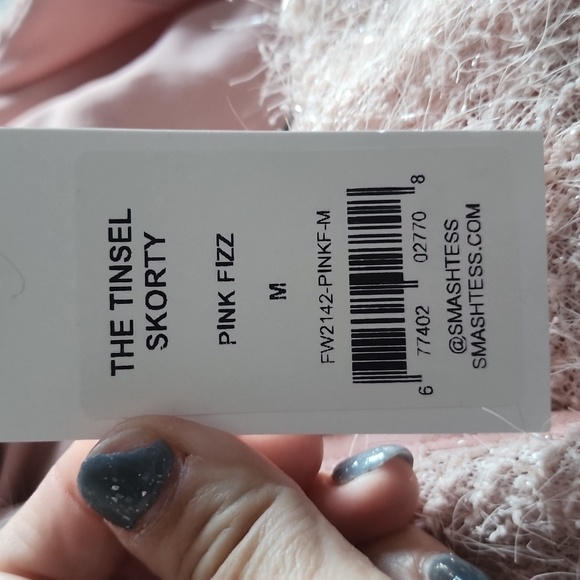 THE TINSEL
SKORTY
PINK FIZZ
M
FW2142-PINKF-M
6 77402 02770 8
@SMASHTESS
SMASHTESS.COM